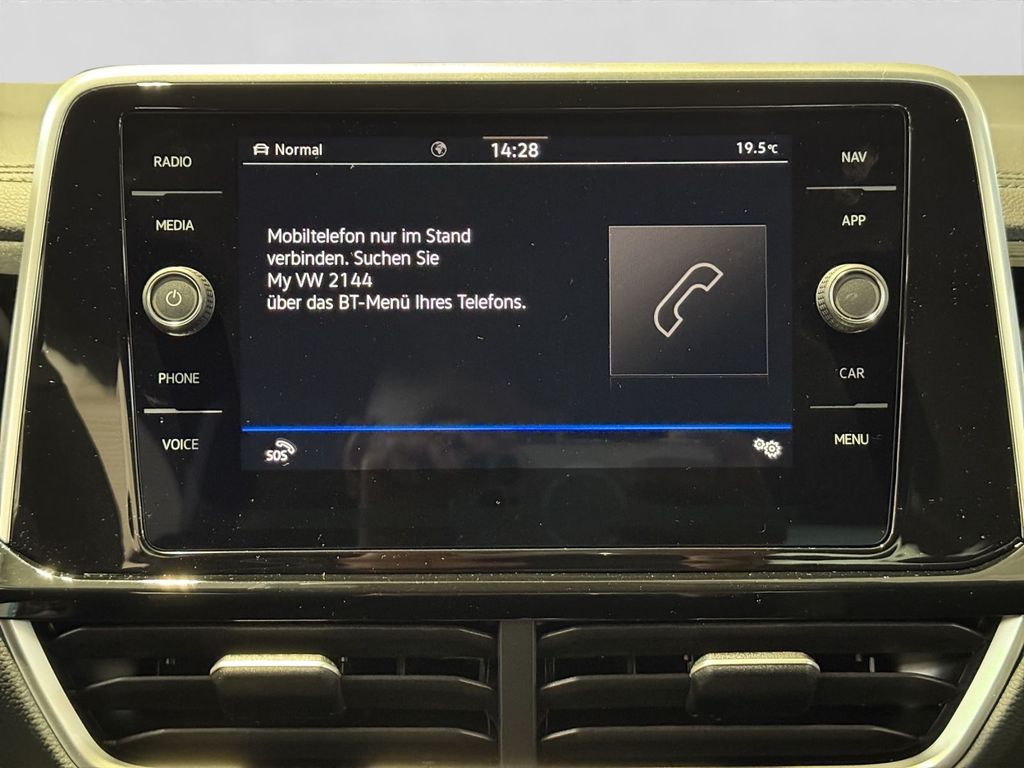 Normal
14:28
19.5°C
RADIO
MEDIA
PHONE
VOICE
Mobiltelefon nur im Stand
verbinden. Suchen Sie
My VW 2144
über das BT-Menü Ihres Telefons.
SOS
NAV
APP
CAR
MENU